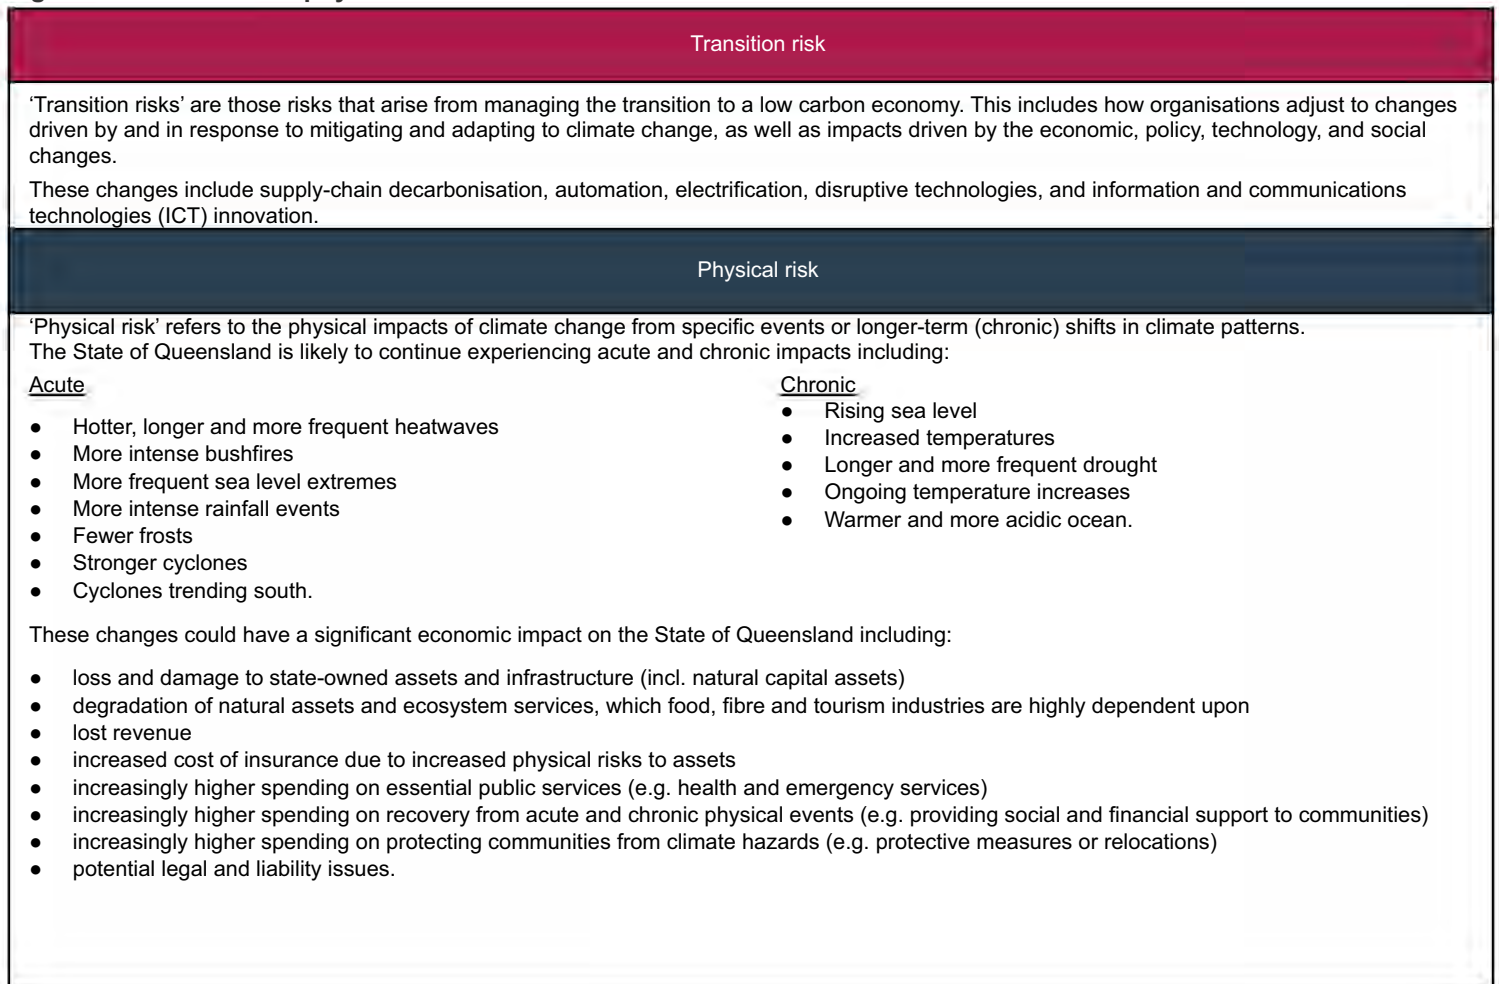 Transition risk
‘Transition risks’ are those risks that arise from managing the transition to a low carbon economy. This includes how organisations adjust to changes
driven by and in response to mitigating and adapting to climate change, as well as impacts driven by the economic, policy, technology, and social
changes.
These changes include supply-chain decarbonisation, automation, electrification, disruptive technologies, and information and communications
technologies (ICT) innovation.
Physical risk
‘Physical risk’ refers to the physical impacts of climate change from specific events or longer-term (chronic) shifts in climate patterns.
The State of Queensland is likely to continue experiencing acute and chronic impacts including:
Acute
● Hotter, longer and more frequent heatwaves
● More intense bushfires
● More frequent sea level extremes
● More intense rainfall events
● Fewer frosts
● Stronger cyclones
● Cyclones trending south.
Chronic
● Rising sea level
● Increased temperatures
● Longer and more frequent drought
● Ongoing temperature increases
● Warmer and more acidic ocean.
These changes could have a significant economic impact on the State of Queensland including:
● loss and damage to state-owned assets and infrastructure (incl. natural capital assets)
● degradation of natural assets and ecosystem services, which food, fibre and tourism industries are highly dependent upon
● lost revenue
● increased cost of insurance due to increased physical risks to assets
● increasingly higher spending on essential public services (e.g. health and emergency services)
● increasingly higher spending on recovery from acute and chronic physical events (e.g. providing social and financial support to communities)
● increasingly higher spending on protecting communities from climate hazards (e.g. protective measures or relocations)
● potential legal and liability issues.